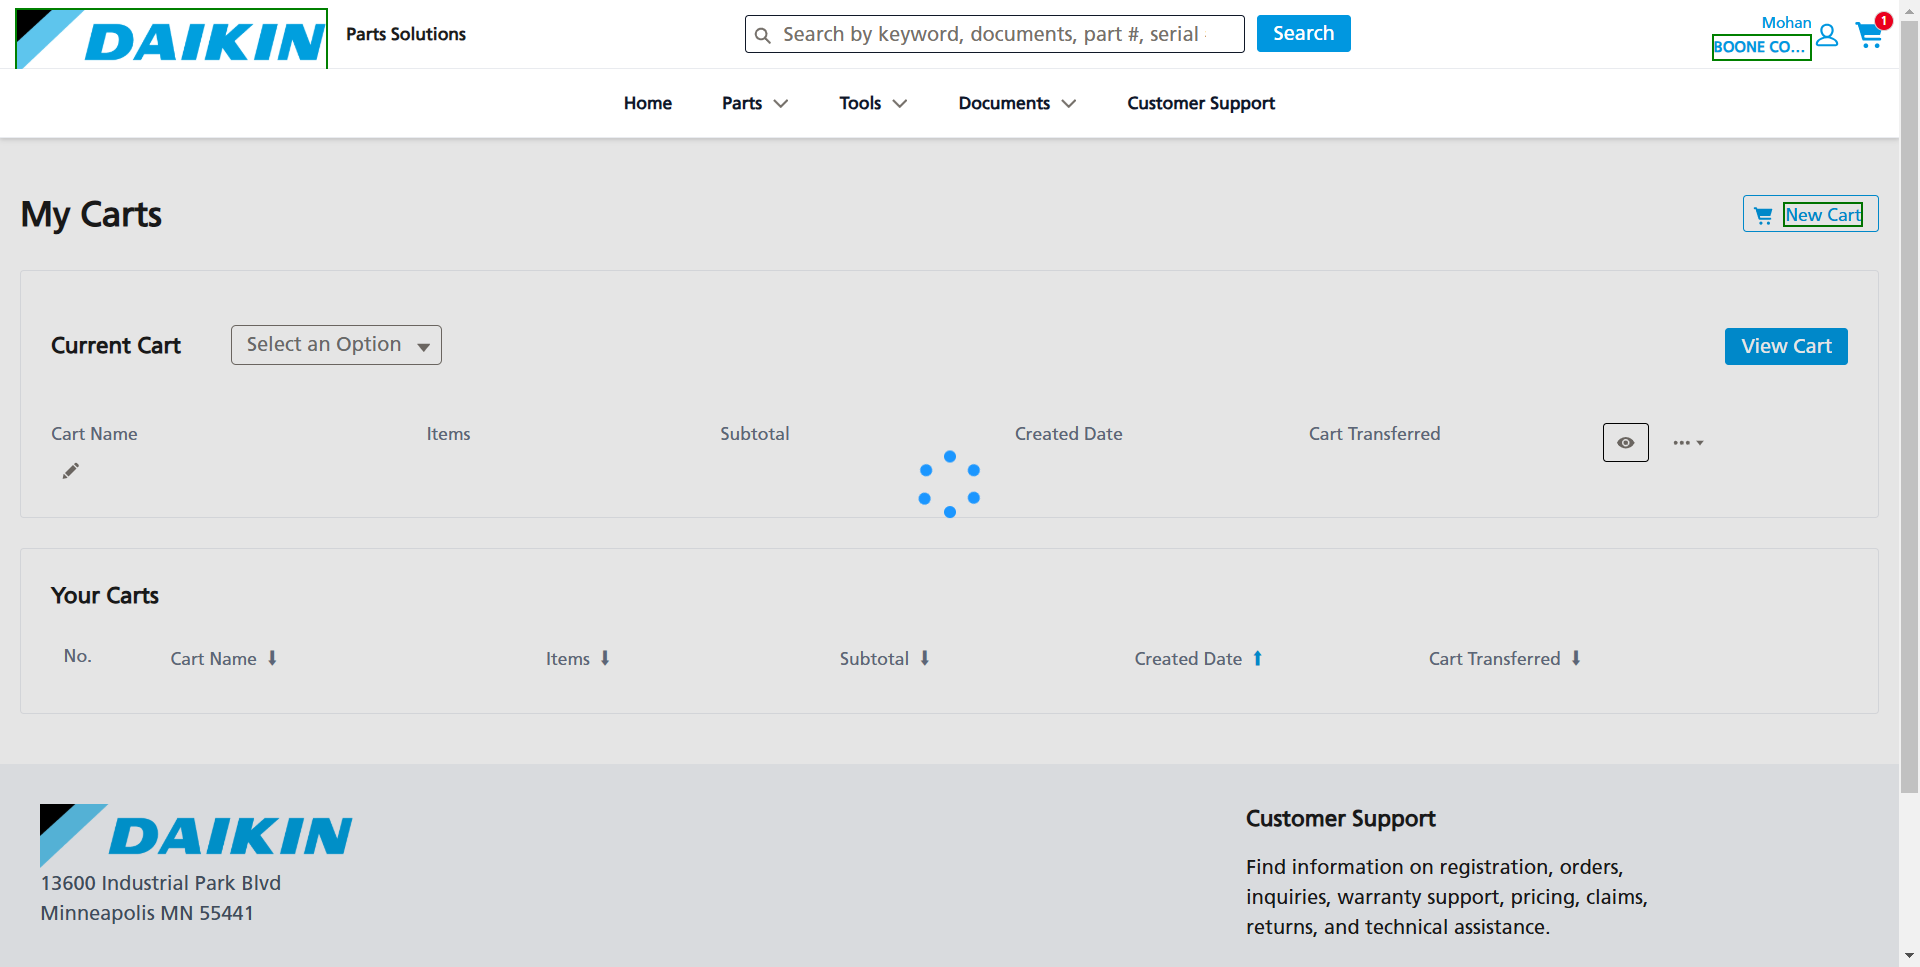 DAIKIN
Parts Solutions
Search by keyword, documents, part #, serial
Search
Mohan
BOONE CO...
1
Home
Parts
Tools
Documents
Customer Support
My Carts
New Cart
Current Cart
Select an Option
View Cart
Cart Name
Items
Subtotal
Created Date
Cart Transferred
Your Carts
No.
Cart Name
Items
Subtotal
Created Date
Cart Transferred
DAIKIN
13600 Industrial Park Blvd
Minneapolis MN 55441
Customer Support
Find information on registration, orders,
inquiries, warranty support, pricing, claims,
returns, and technical assistance.